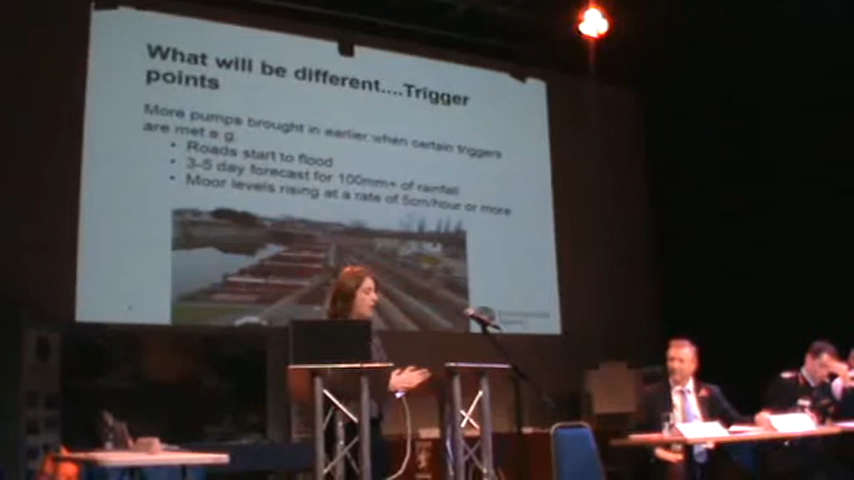 What will be different....Trigger
points
More pumps brought in earlier when certain triggers
are met e.g.
• Roads start to flood
• 3-5 day forecast for 100mm+ of rainfall
• Moor levels rising at a rate of 5cm/hour or more